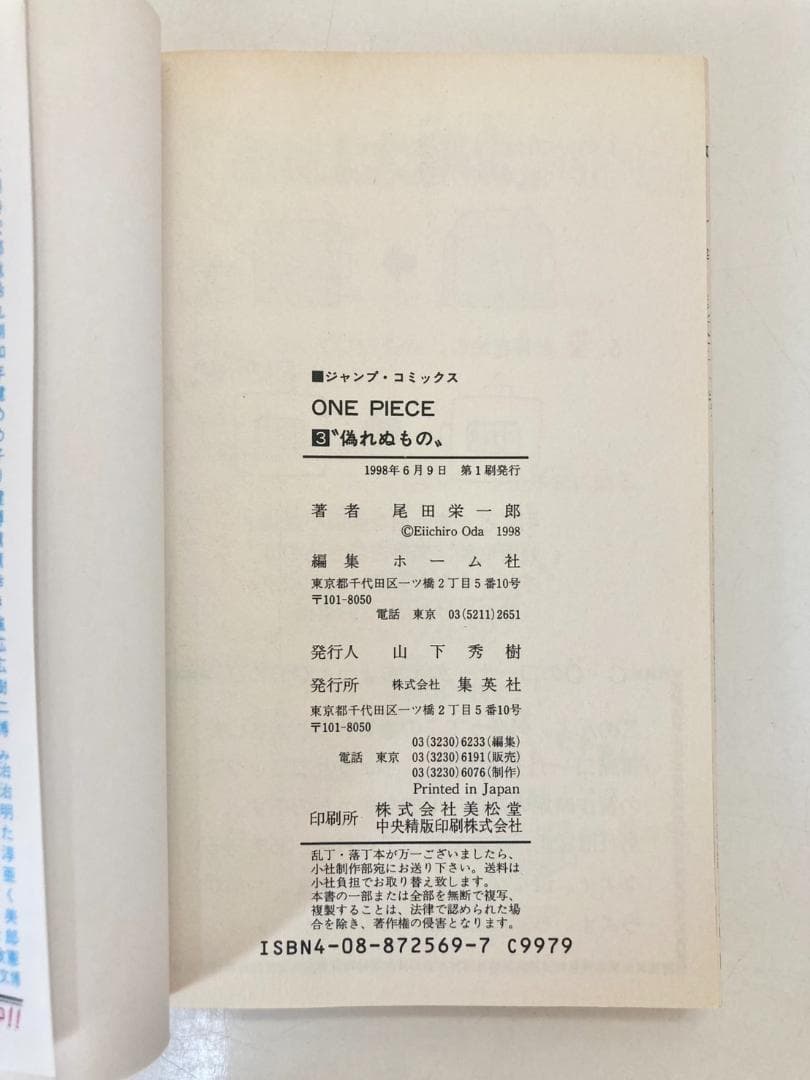 ■ジャンプ・コミックス
ONE PIECE
3〝偽れぬもの〟
1998年6月9日 第1刷発行
著者 尾田栄一郎
©Eiichiro Oda 1998
編集 ホーム社
東京都千代田区一ツ橋2丁目5番10号
〒101-8050
電話 東京 03(5211)2651
発行人 山下秀樹
発行所 株式会社 集英社
東京都千代田区一ツ橋2丁目5番10号
〒101-8050
03(3230)6233(編集)
電話 東京 03(3230)6191(販売)
03(3230)6076(制作)
Printed in Japan
印刷所 株式会社美松堂
中央精版印刷株式会社
乱丁・落丁本が万一ございましたら、
小社制作部宛にお送り下さい。送料は
小社負担でお取り替え致します。
本書の一部または全部を無断で複写、
複製することは、法律で認められた場
合を除き、著作権の侵害となります。
ISBN4-08-872569-7 C9979